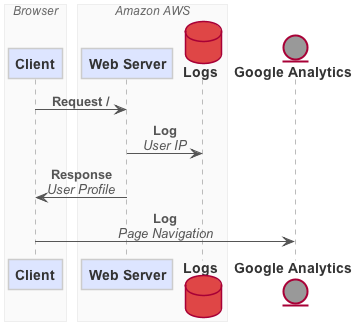 Browser
Amazon AWS
Client
Web Server
Logs
Google Analytics
Request /
Log
User IP
Response
User Profile
Log
Page Navigation
Client
Web Server
Logs
Google Analytics